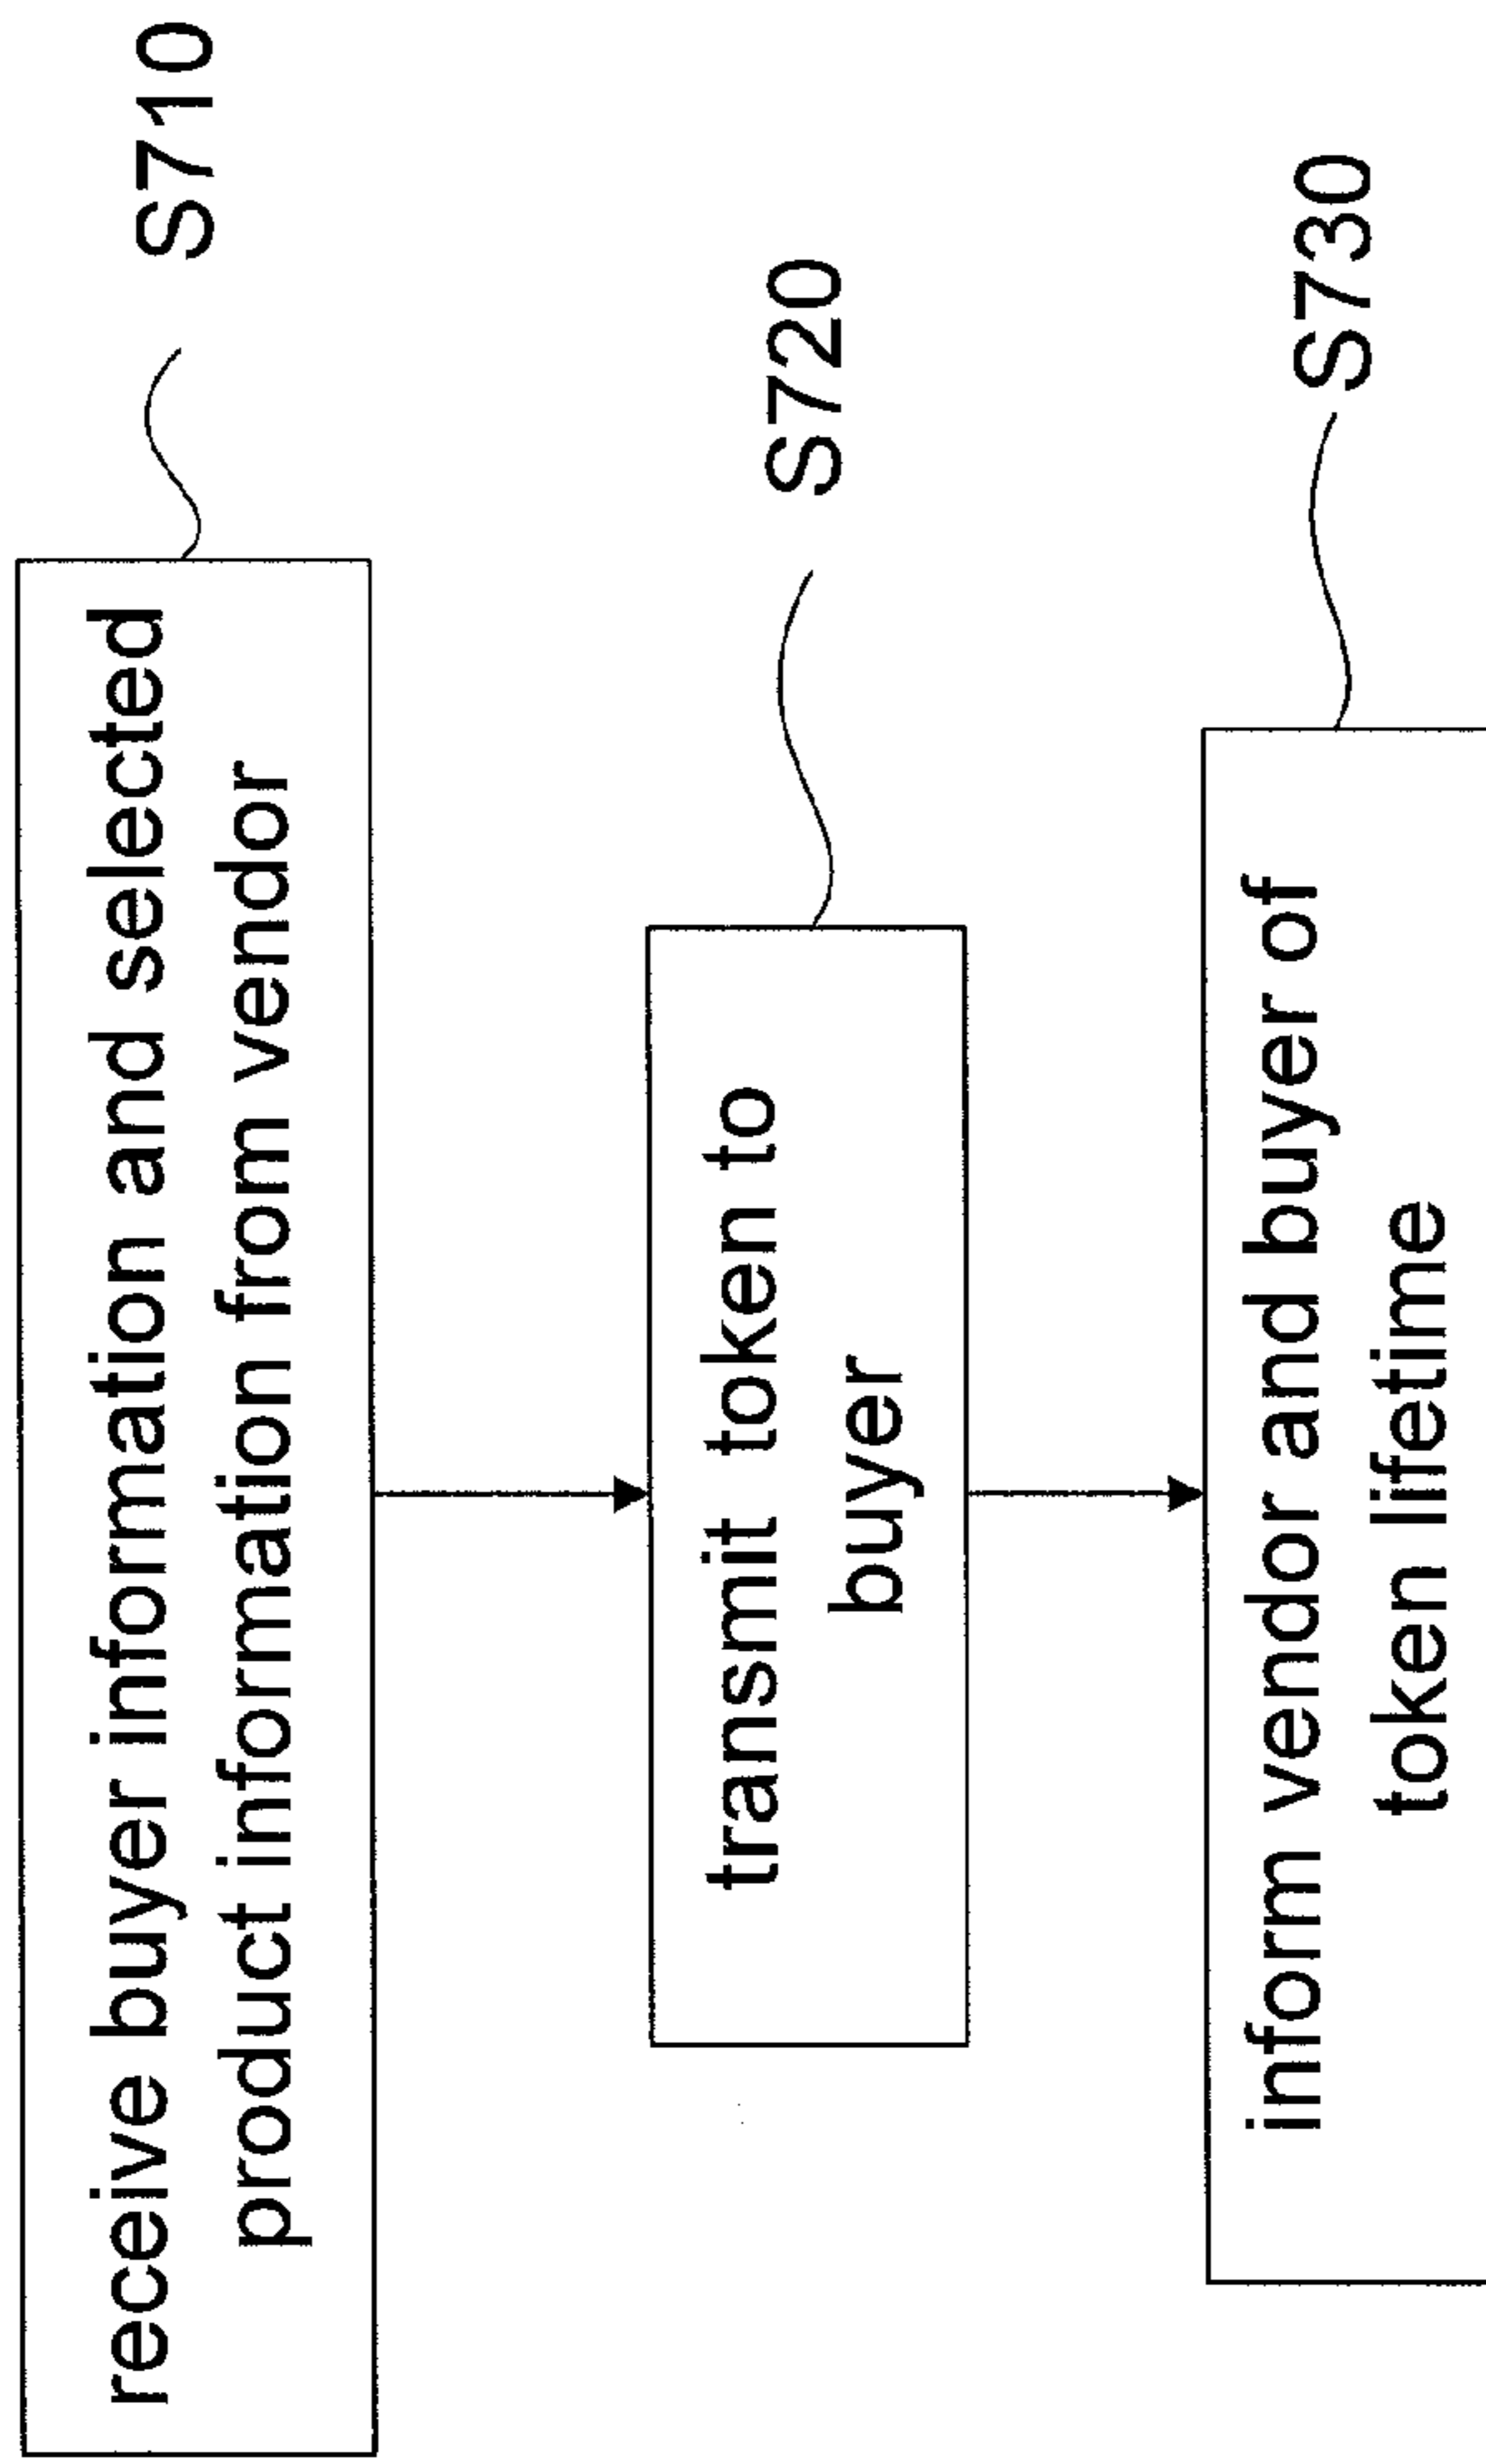 receive buyer information and selected
product information from vendor
S710
transmit token to
buyer
S720
inform vendor and buyer of
token lifetime
S730